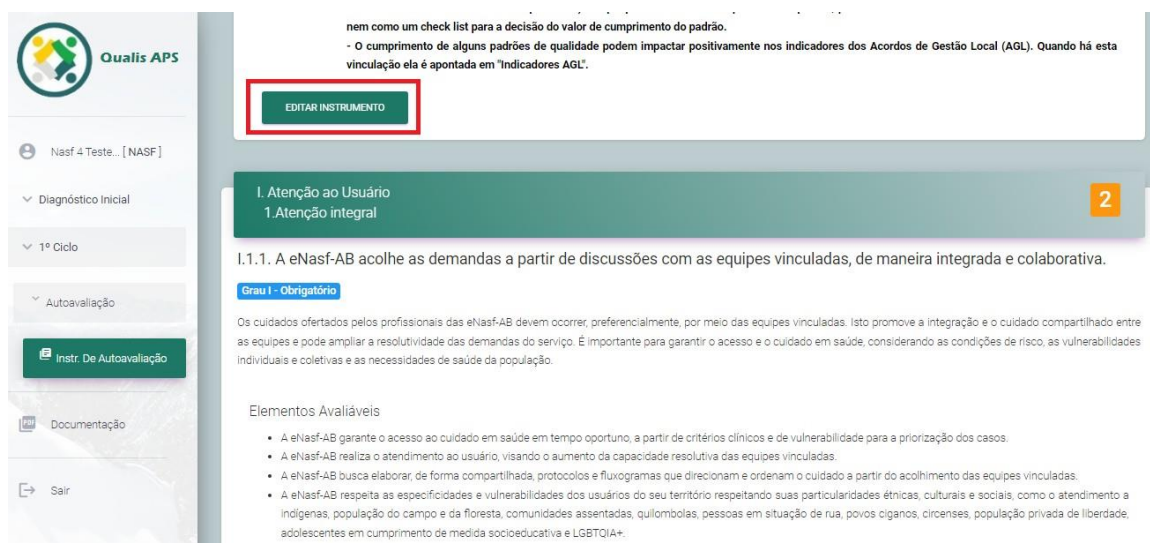 nem como um check list para a decisão do valor de cumprimento do padrão.
- O cumprimento de alguns padrões de qualidade podem impactar positivamente nos indicadores dos Acordos de Gestão Local (AGL). Quando há esta
vinculação ela é apontada em "Indicadores AGL".
EDITAR INSTRUMENTO
Qualis APS
Nasf 4 Teste... [ NASF ]
Diagnóstico Inicial
1º Ciclo
Autoavaliação
Instr. De Autoavaliação
PDF
Documentação
Sair
I. Atenção ao Usuário
1.Atenção integral
2
I.1.1. A eNasf-AB acolhe as demandas a partir de discussões com as equipes vinculadas, de maneira integrada e colaborativa.
Grau I - Obrigatório
Os cuidados ofertados pelos profissionais das eNasf-AB devem ocorrer, preferencialmente, por meio das equipes vinculadas. Isto promove a integração e o cuidado compartilhado entre
as equipes e pode ampliar a resolutividade das demandas do serviço. É importante para garantir o acesso e o cuidado em saúde, considerando as condições de risco, as vulnerabilidades
individuais e coletivas e as necessidades de saúde da população.
Elementos Avaliáveis
• A eNasf-AB garante o acesso ao cuidado em saúde em tempo oportuno, a partir de critérios clínicos e de vulnerabilidade para a priorização dos casos.
• A eNasf-AB realiza o atendimento ao usuário, visando o aumento da capacidade resolutiva das equipes vinculadas.
• A eNasf-AB busca elaborar, de forma compartilhada, protocolos e fluxogramas que direcionam e ordenam o cuidado a partir do acolhimento das equipes vinculadas.
• A eNasf-AB respeita as especificidades e vulnerabilidades dos usuários do seu território respeitando suas particularidades étnicas, culturais e sociais, como o atendimento a
indígenas, população do campo e da floresta, comunidades assentadas, quilombolas, pessoas em situação de rua, povos ciganos, circenses, população privada de liberdade,
adolescentes em cumprimento de medida socioeducativa e LGBTQIA+.